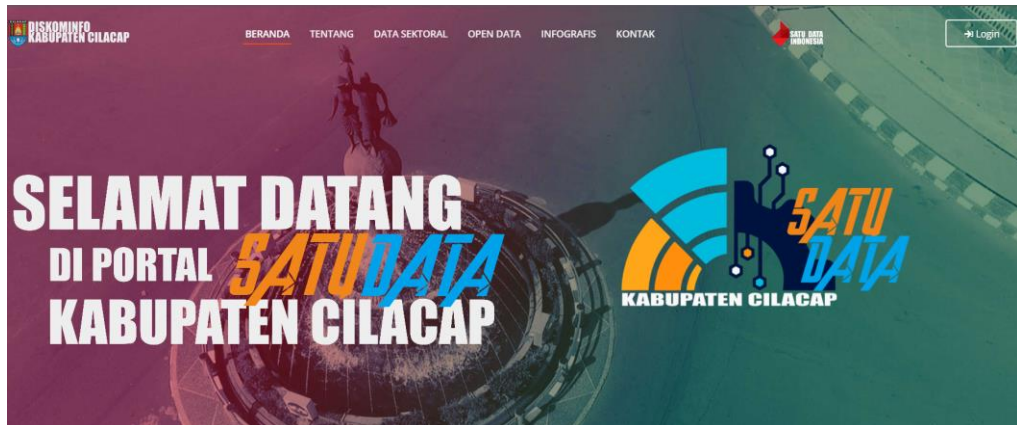 DISKOMINFO
KABUPATEN CILACAP
BERANDA TENTANG DATA SEKTORAL OPEN DATA INFOGRAFIS KONTAK
SATU DATA
INDONESIA
Login
SELAMAT DATANG
DI PORTAL SATU DATA
KABUPATEN CILACAP
SATU
DATA
KABUPATEN CILACAP